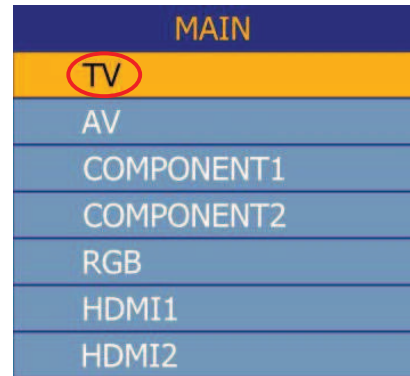 MAIN
TV
AV
COMPONENT1
COMPONENT2
RGB
HDMI1
HDMI2